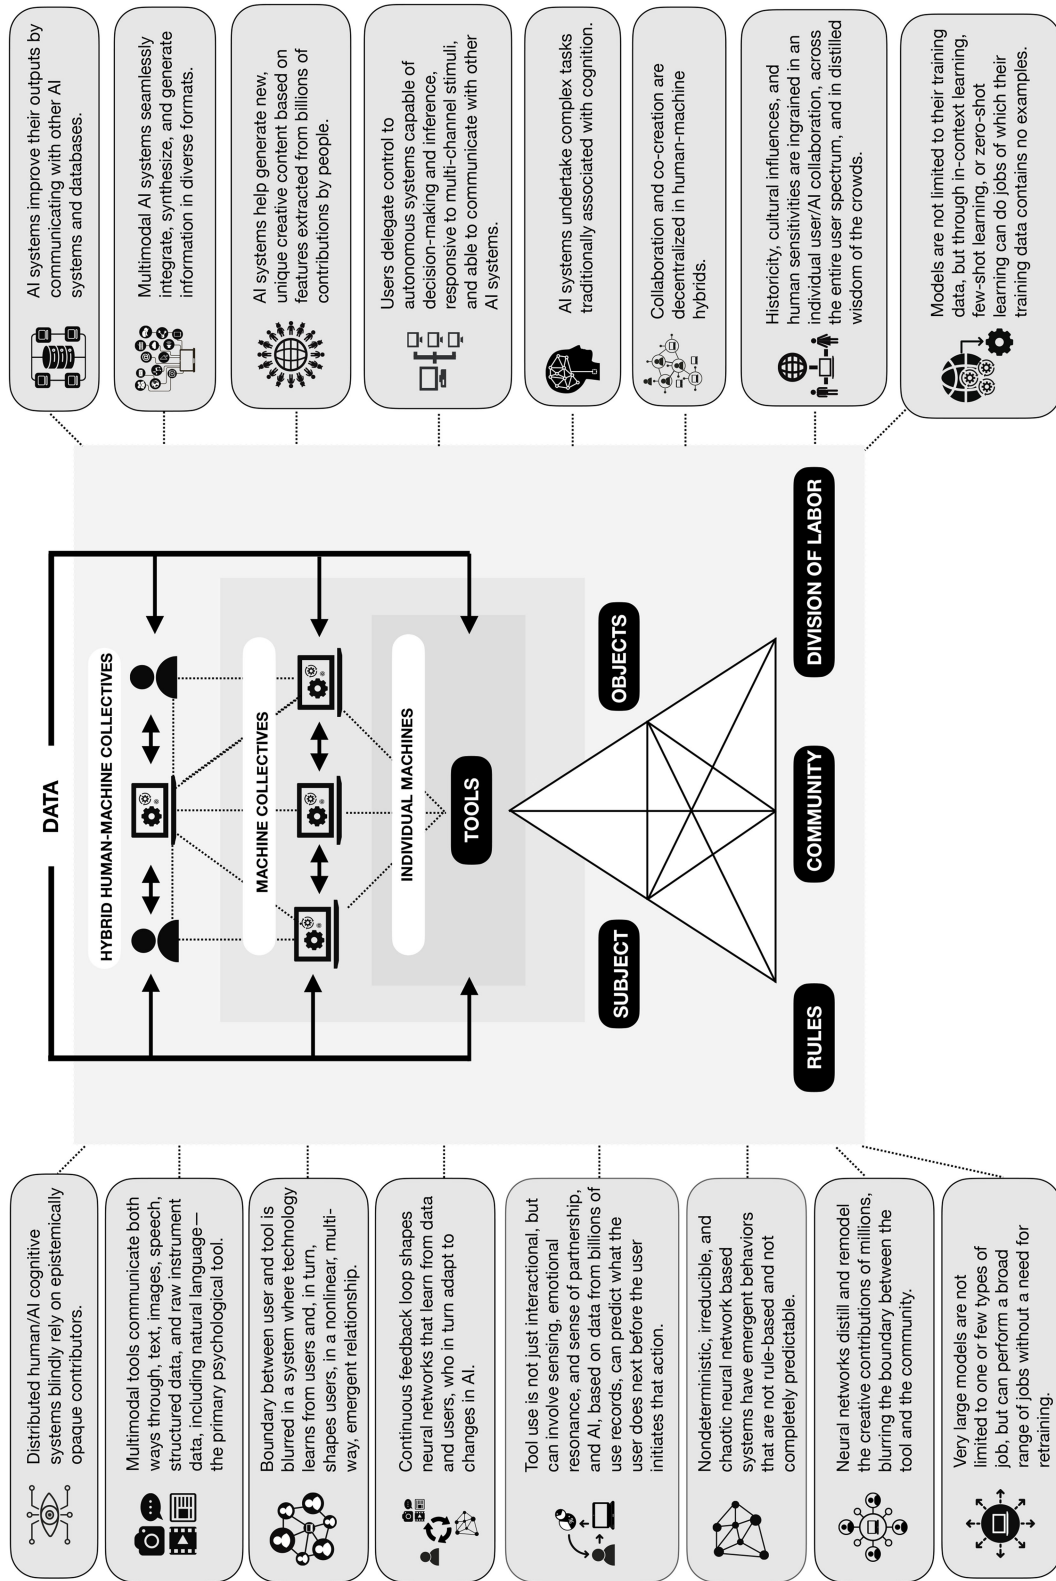 Distributed human/AI cognitive
systems blindly rely on epistemically
opaque contributors.
Multimodal tools communicate both
ways through, text, images, speech,
structured data, and raw instrument
data, including natural language—
the primary psychological tool.
Boundary between user and tool is
blurred in a system where technology
learns from users and, in turn,
shapes users, in a nonlinear, multi-
way, emergent relationship.
Continuous feedback loop shapes
neural networks that learn from data
and users, who in turn adapt to
changes in AI.
Tool use is not just interactional, but
can involve sensing, emotional
resonance, and sense of partnership,
and AI, based on data from billions of
use records, can predict what the
user does next before the user
initiates that action.
Nondeterministic, irreducible, and
chaotic neural network based
systems have emergent behaviors
that are not rule-based and not
completely predictable.
Neural networks distill and remodel
the creative contributions of millions,
blurring the boundary between the
tool and the community.
Very large models are not
limited to one or few types of
job, but can perform a broad
range of jobs without a need for
retraining.
DATA
HYBRID HUMAN-MACHINE COLLECTIVES
MACHINE COLLECTIVES
INDIVIDUAL MACHINES
TOOLS
SUBJECT
OBJECTS
RULES
COMMUNITY
DIVISION OF LABOR
AI systems improve their outputs by
communicating with other AI
systems and databases.
Multimodal AI systems seamlessly
integrate, synthesize, and generate
information in diverse formats.
AI systems help generate new,
unique creative content based on
features extracted from billions of
contributions by people.
Users delegate control to
autonomous systems capable of
decision-making and inference,
responsive to multi-channel stimuli,
and able to communicate with other
AI systems.
AI systems undertake complex tasks
traditionally associated with cognition.
Collaboration and co-creation are
decentralized in human-machine
hybrids.
Historicity, cultural influences, and
human sensitivities are ingrained in an
individual user/AI collaboration, across
the entire user spectrum, and in distilled
wisdom of the crowds.
Models are not limited to their training
data, but through in-context learning,
few-shot learning, or zero-shot
learning can do jobs of which their
training data contains no examples.